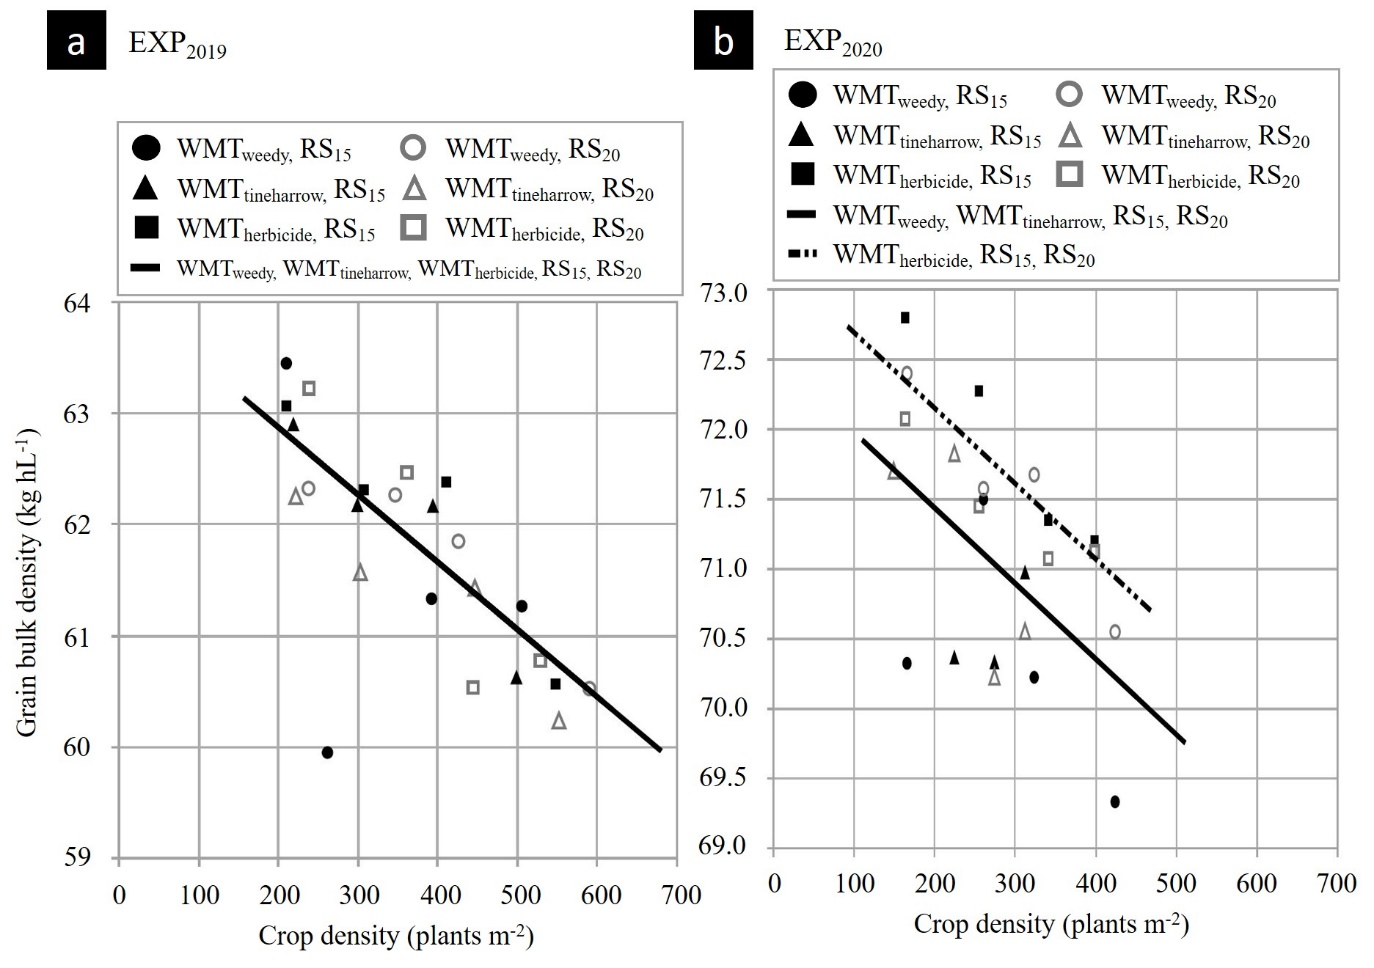 a EXP2019
WMTweedy, RS15 WMTweedy, RS20
WMTtineharrow, RS15 WMTtineharrow, RS20
WMTherbicide, RS15 WMTherbicide, RS20
WMTweedy, WMTtineharrow, WMTherbicide, RS15, RS20
64
63
62
61
60
59
0 100 200 300 400 500 600 700
Grain bulk density (kg hL-1)
Crop density (plants m-2)
b EXP2020
WMTweedy, RS15 WMTweedy, RS20
WMTtineharrow, RS15 WMTtineharrow, RS20
WMTherbicide, RS15 WMTherbicide, RS20
WMTweedy, WMTtineharrow, RS15, RS20
WMTherbicide, RS15, RS20
73.0
72.5
72.0
71.5
71.0
70.5
70.0
69.5
69.0
0 100 200 300 400 500 600 700
Crop density (plants m-2)